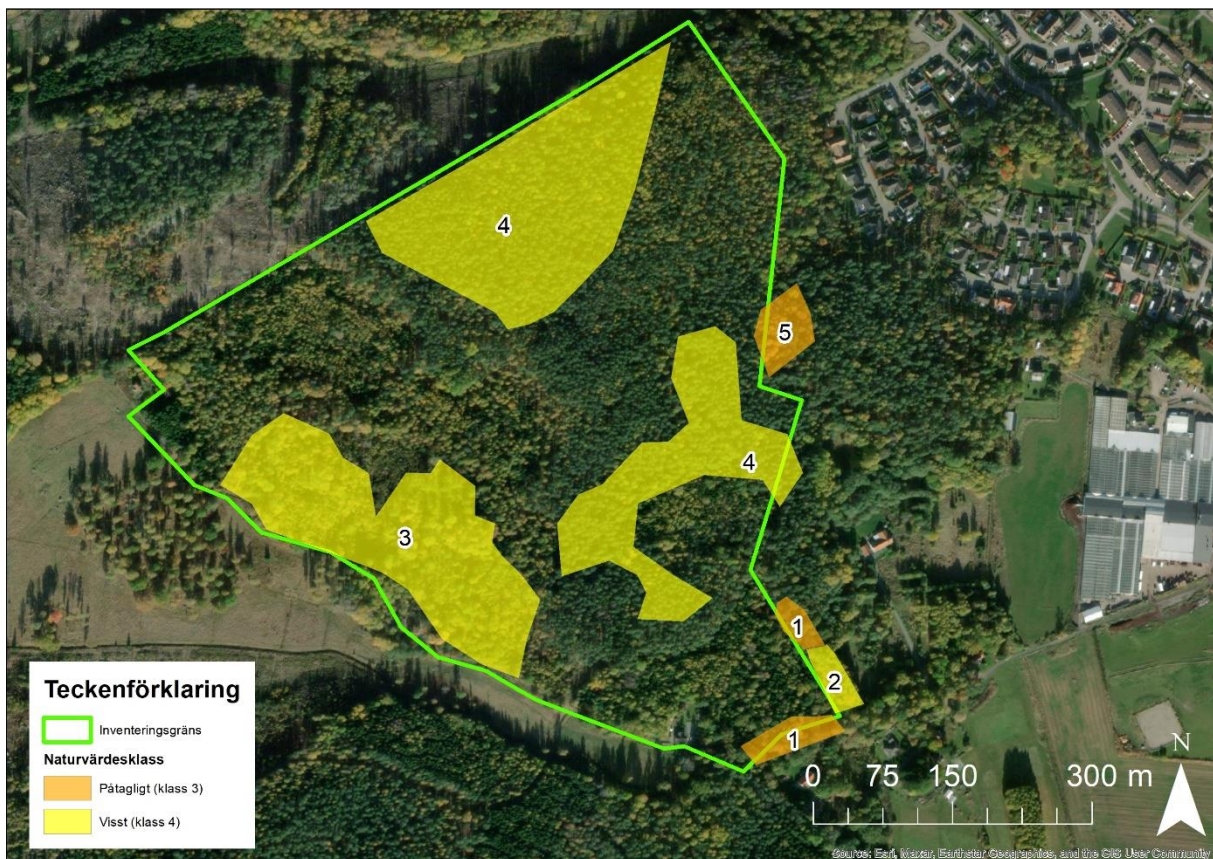 4
5
4
3
1
2
1
Teckenförklaring
Inventeringsgräns
Naturvärdesklass
Påtagligt (klass 3)
Visst (klass 4)
N
0 75 150 300 m
Source: Esri, Maxar, Earthstar Geographics, and the GIS User Community